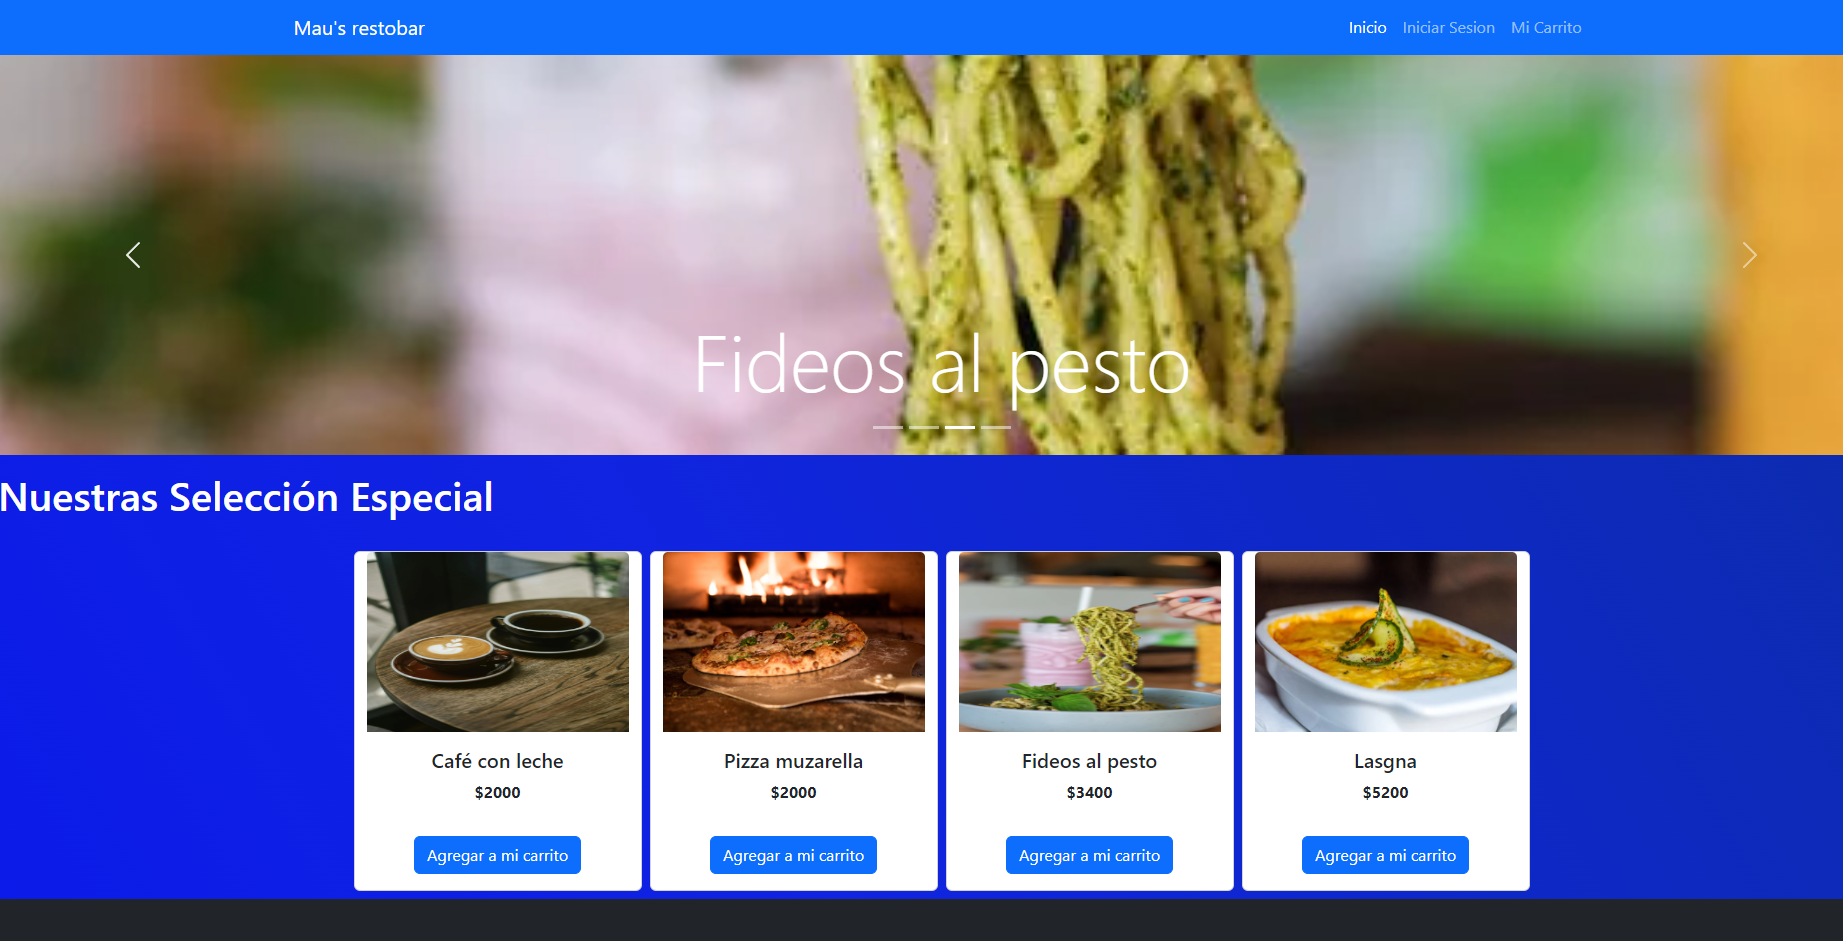 Mau's restobar
Inicio Iniciar Sesion Mi Carrito
Fideos al pesto
Nuestras Selección Especial
Café con leche
$2000
Agregar a mi carrito
Pizza muzarella
$2000
Agregar a mi carrito
Fideos al pesto
$3400
Agregar a mi carrito
Lasgna
$5200
Agregar a mi carrito